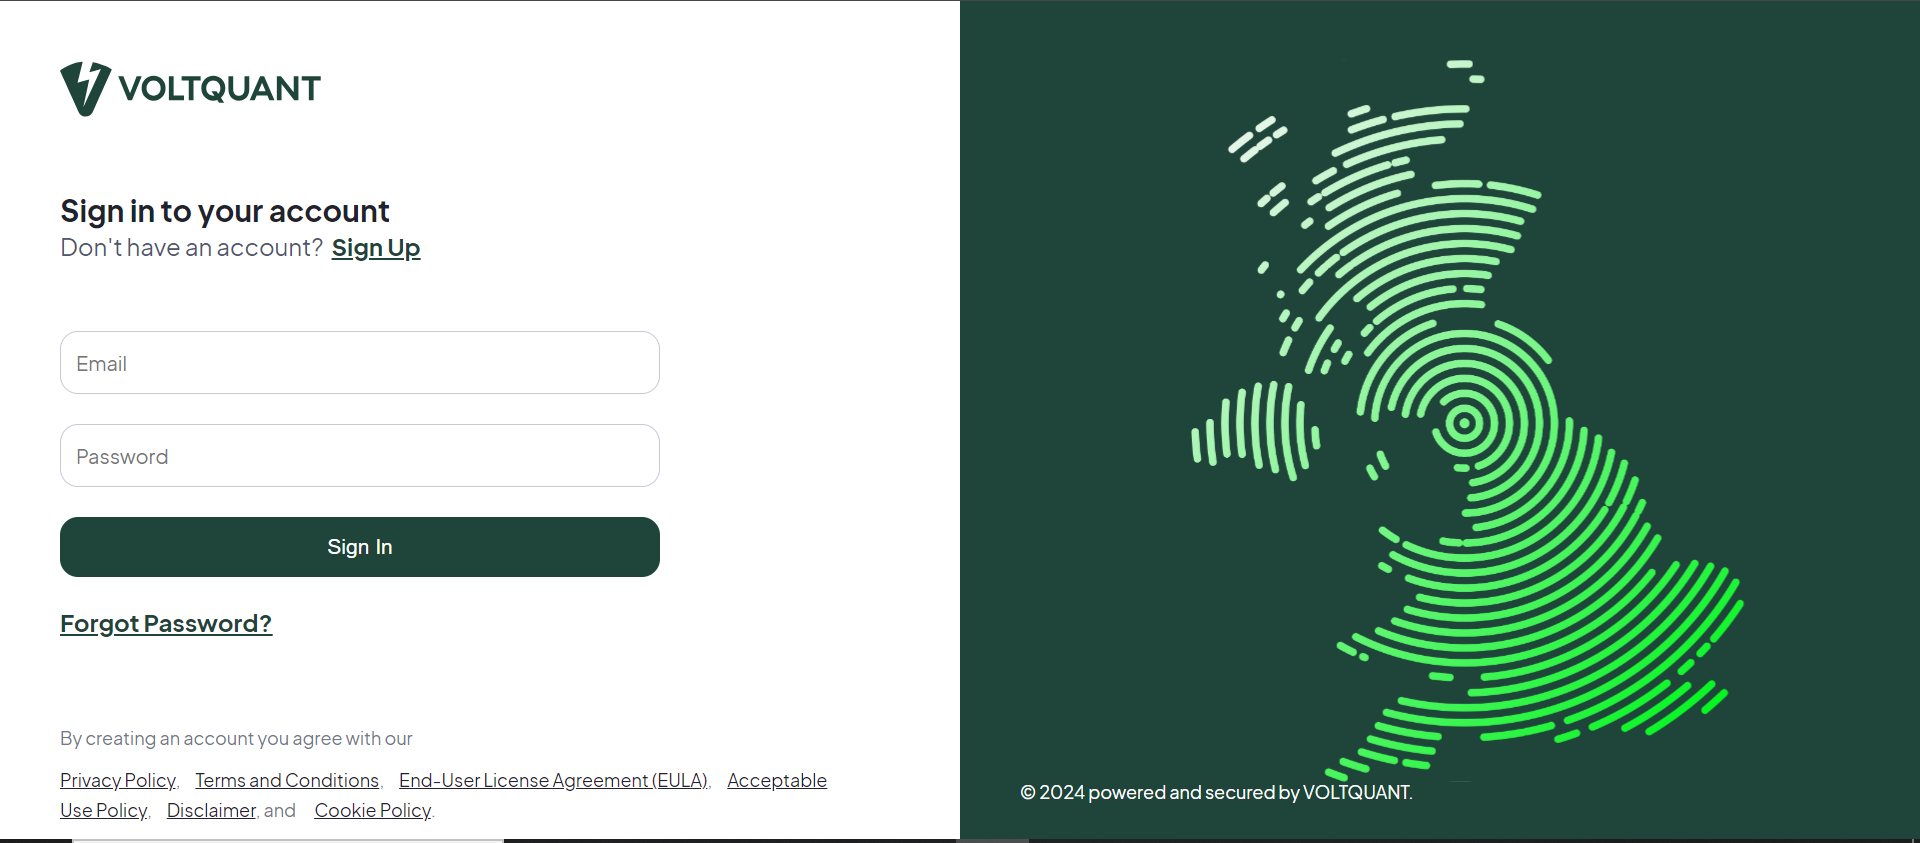 VOLTQUANT
Sign in to your account
Don't have an account? Sign Up
Email
Password
Sign In
Forgot Password?
By creating an account you agree with our
Privacy Policy, Terms and Conditions, End-User License Agreement (EULA), Acceptable
Use Policy, Disclaimer, and Cookie Policy.
© 2024 powered and secured by VOLTQUANT.